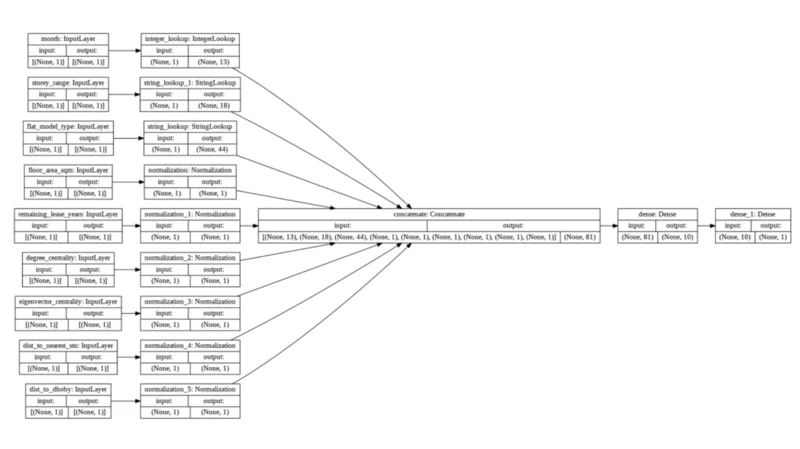 month: InputLayer
input: output:
[(None, 1)] [(None, 1)]
integer_lookup: IntegerLookup
input: output:
(None, 1) (None, 13)
storey_range: InputLayer
input: output:
[(None, 1)] [(None, 1)]
string_lookup_1: StringLookup
input: output:
(None, 1) (None, 18)
flat_model_type: InputLayer
input: output:
[(None, 1)] [(None, 1)]
string_lookup: StringLookup
input: output:
(None, 1) (None, 44)
floor_area_sqm: InputLayer
input: output:
[(None, 1)] [(None, 1)]
normalization: Normalization
input: output:
(None, 1) (None, 1)
remaining_lease_years: InputLayer
input: output:
[(None, 1)] [(None, 1)]
normalization_1: Normalization
input: output:
(None, 1) (None, 1)
concatenate: Concatenate
input: output:
[(None, 13), (None, 18), (None, 44), (None, 1), (None, 1), (None, 1), (None, 1), (None, 1), (None, 1)] (None, 81)
dense: Dense
input: output:
(None, 81) (None, 10)
dense_1: Dense
input: output:
(None, 10) (None, 1)
degree_centrality: InputLayer
input: output:
[(None, 1)] [(None, 1)]
normalization_2: Normalization
input: output:
(None, 1) (None, 1)
eigenvector_centrality: InputLayer
input: output:
[(None, 1)] [(None, 1)]
normalization_3: Normalization
input: output:
(None, 1) (None, 1)
dist_to_nearest_stn: InputLayer
input: output:
[(None, 1)] [(None, 1)]
normalization_4: Normalization
input: output:
(None, 1) (None, 1)
dist_to_dhoby: InputLayer
input: output:
[(None, 1)] [(None, 1)]
normalization_5: Normalization
input: output:
(None, 1) (None, 1)